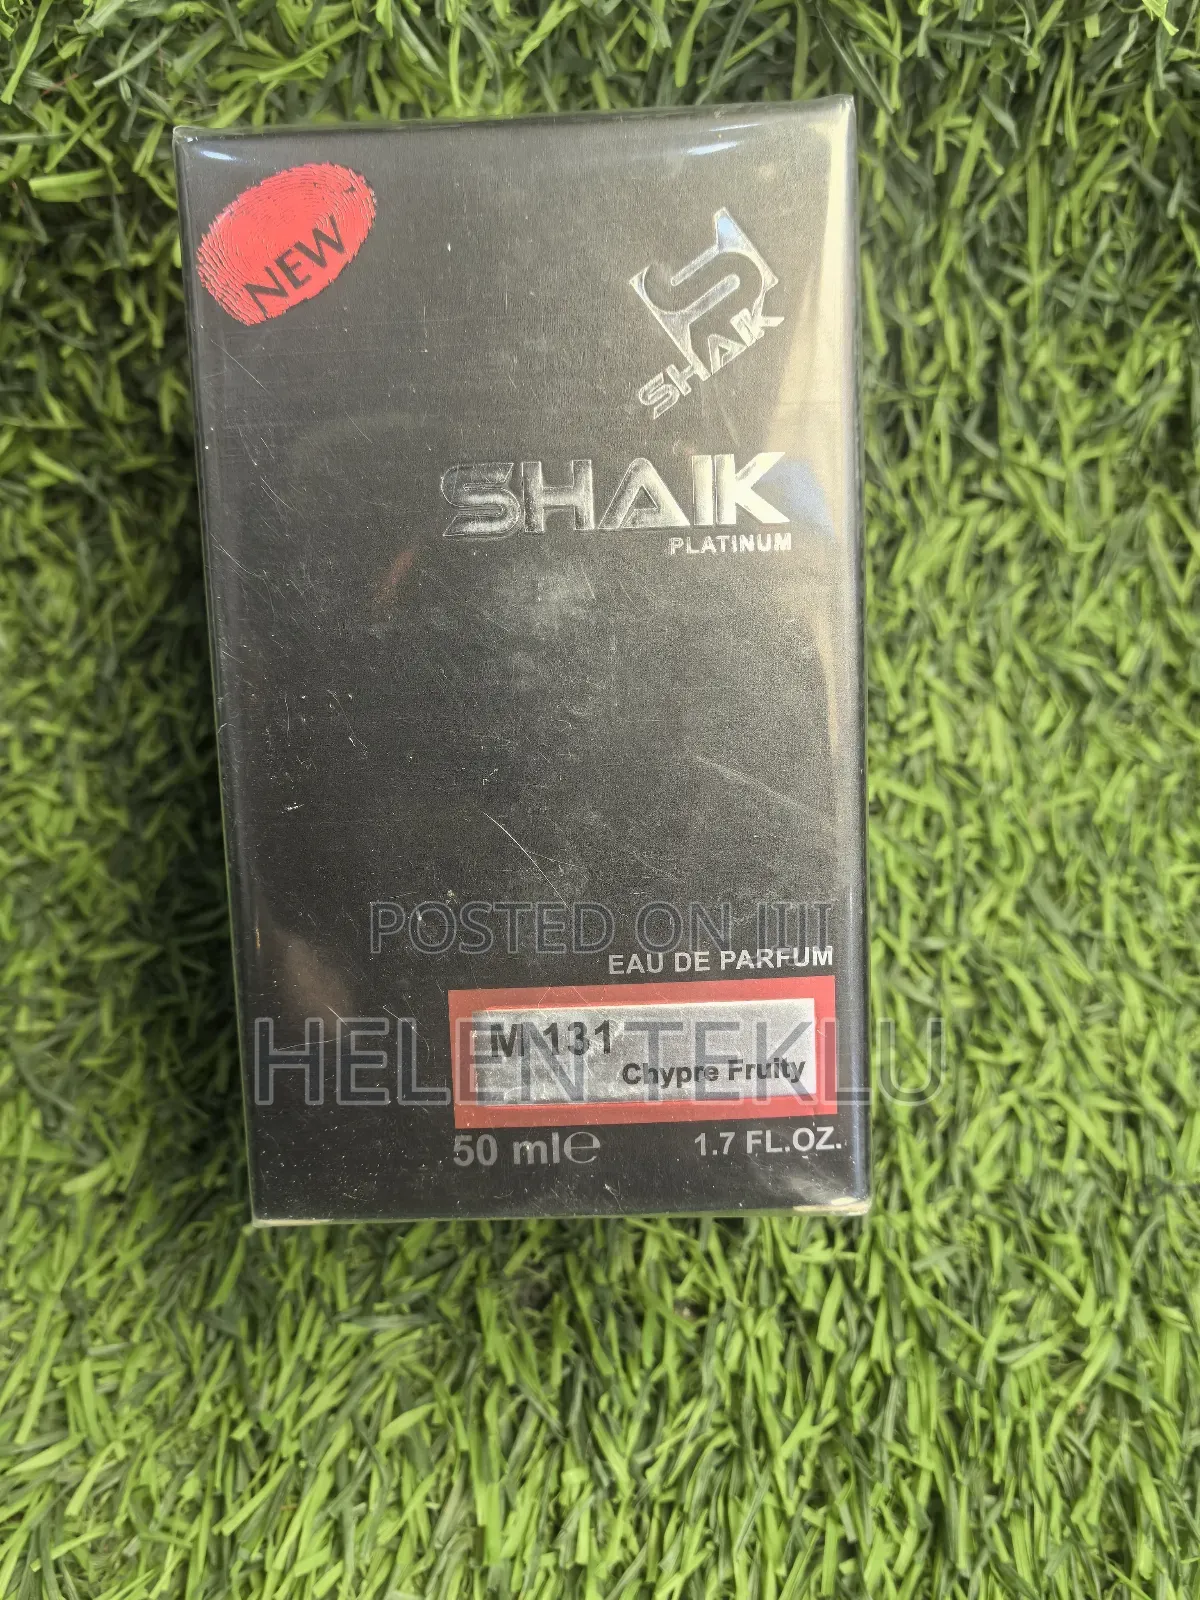 NEW
SHAIK
SHAIK
PLATINUM
POSTED ON
EAU DE PARFUM
HELEN TEKLU
M 131
Chypre Fruity
50 ml℮
1.7 FL.OZ.